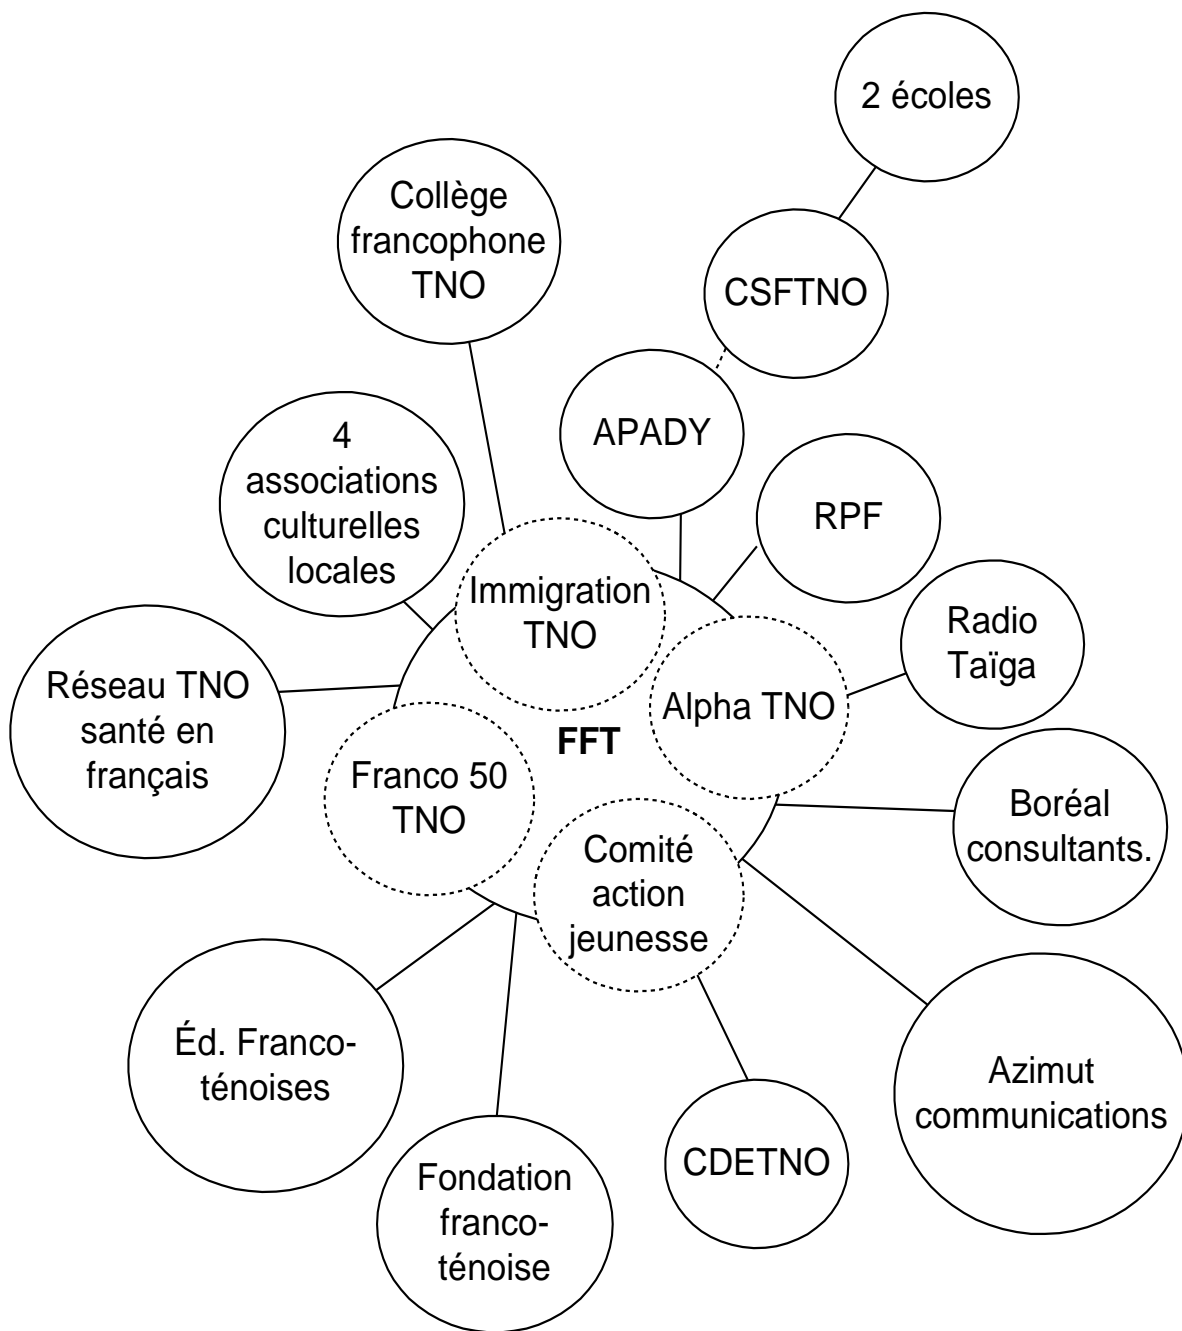 2 écoles
Collège
francophone
TNO
CSFTNO
APADY
4
associations
culturelles
locales
RPF
Immigration
TNO
Radio
Taïga
Réseau TNO
santé en
français
Alpha TNO
FFT
Franco 50
TNO
Boréal
consultants.
Comité
action
jeunesse
Éd. Franco-
ténoises
Azimut
communications
CDETNO
Fondation
franco-
ténoise